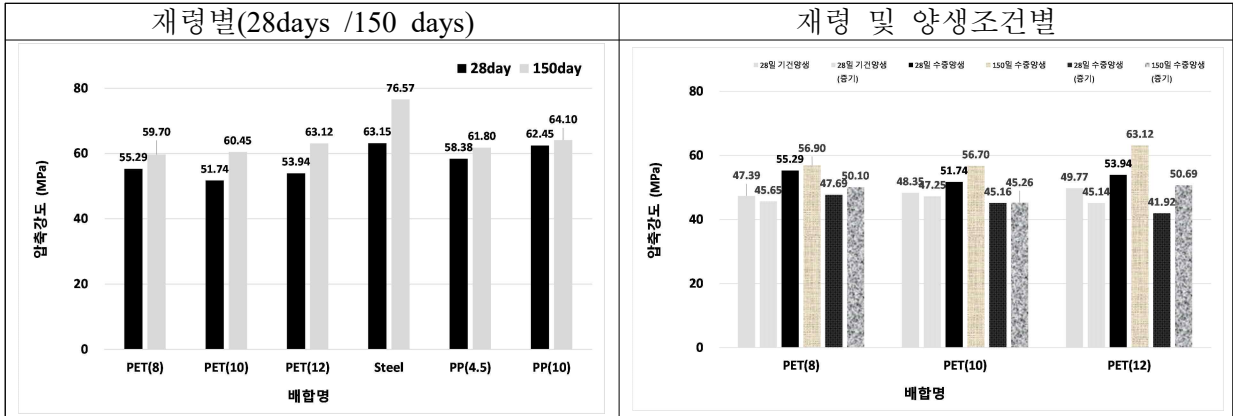 재령별(28days /150 days)
재령 및 양생조건별
28day 150day
80
60
40
20
0
압축강도 (MPa)
55.29 59.70 51.74 60.45 53.94 63.12 63.15 76.57 58.38 61.80 62.45 64.10
PET(8) PET(10) PET(12) Steel PP(4.5) PP(10)
배합명
28일 기건양생 28일 기건양생 28일 수중양생 150일 수중양생 28일 수중양생 150일 수중양생
(증기) (증기) (증기)
80
60
40
20
0
압축강도 (MPa)
47.39 45.65 55.29 56.90 47.69 50.10 48.35 47.25 51.74 56.70 45.16 45.26 49.77 45.14 53.94 63.12 41.92 50.69
PET(8) PET(10) PET(12)
배합명